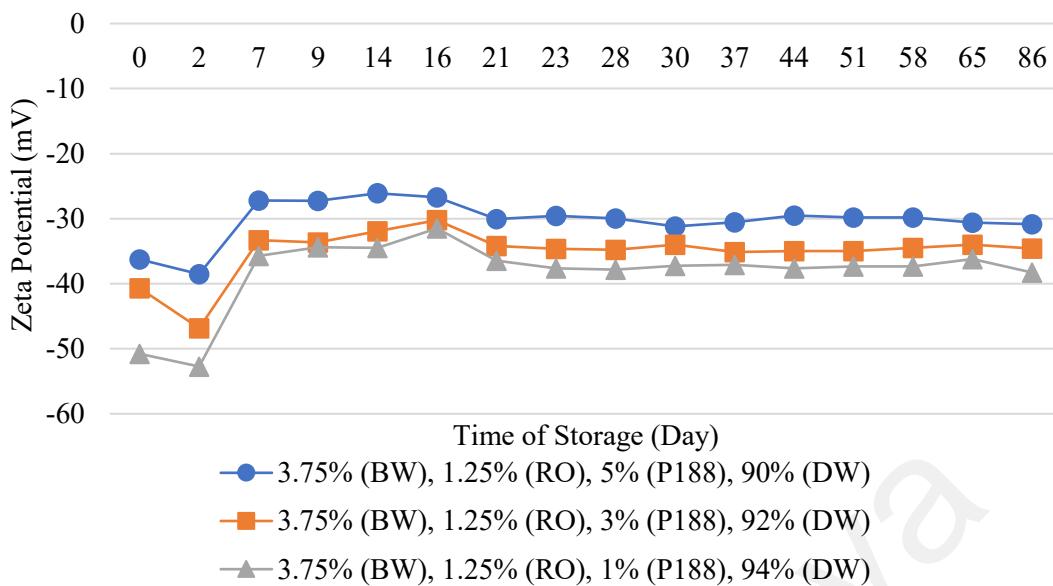 0
0 2 7 9 14 16 21 23 28 30 37 44 51 58 65 86
-10
-20
-30
-40
-50
-60
Zeta Potential (mV)
Time of Storage (Day)
3.75% (BW), 1.25% (RO), 5% (P188), 90% (DW)
3.75% (BW), 1.25% (RO), 3% (P188), 92% (DW)
3.75% (BW), 1.25% (RO), 1% (P188), 94% (DW)